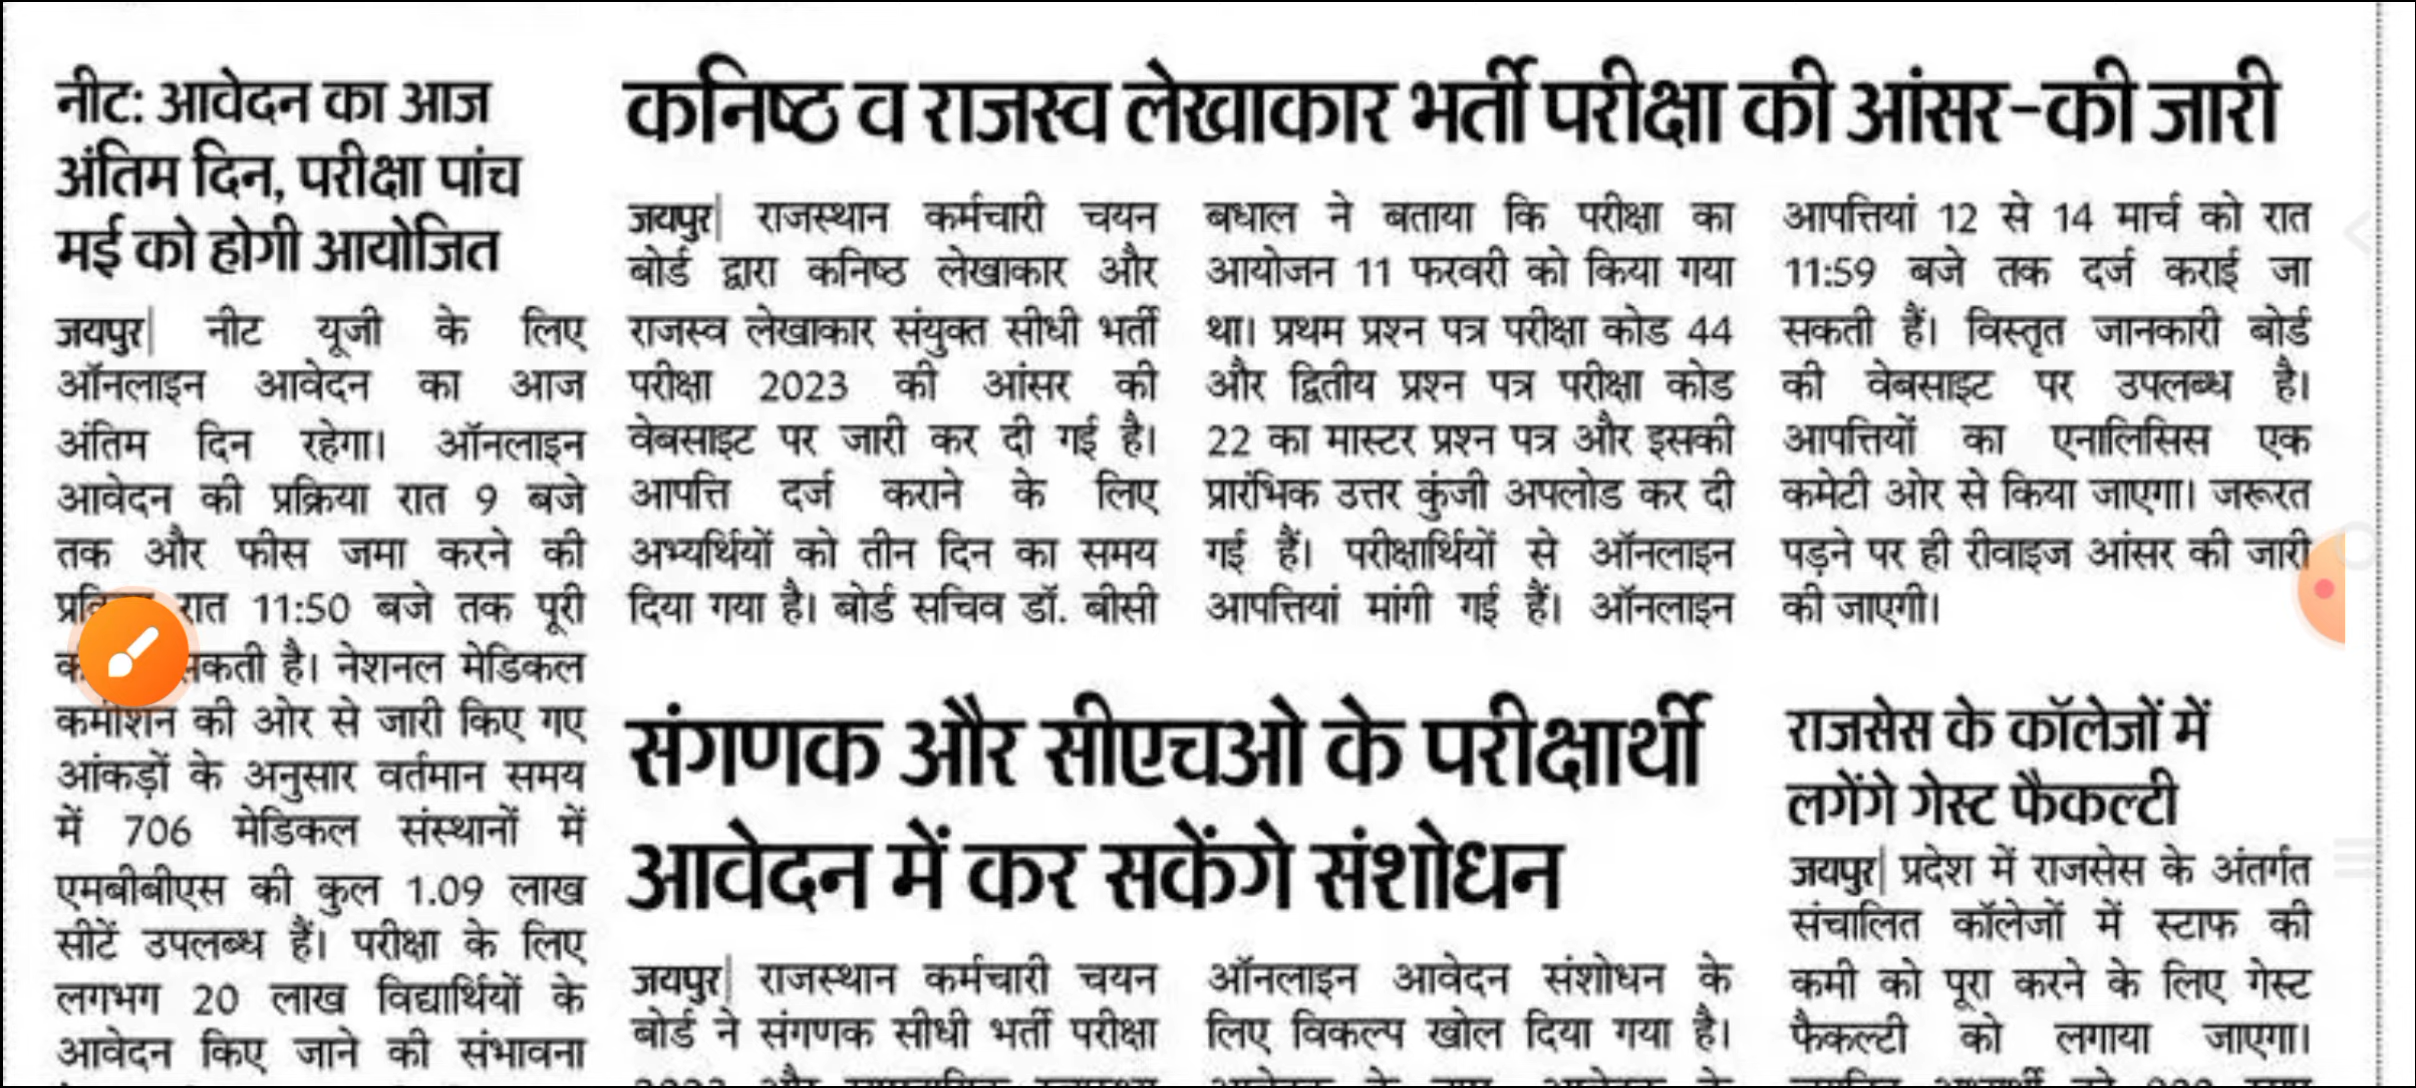 नीट: आवेदन का आज
अंतिम दिन, परीक्षा पांच
मई को होगी आयोजित
जयपुर| नीट यूजी के लिए
ऑनलाइन आवेदन का आज
अंतिम दिन रहेगा। ऑनलाइन
आवेदन की प्रक्रिया रात 9 बजे
तक और फीस जमा करने की
रात 11:50 बजे तक पूरी
है। नेशनल मेडिकल
कमीशन की ओर से जारी किए गए
आंकड़ों के अनुसार वर्तमान समय
में 706 मेडिकल संस्थानों में
एमबीबीएस की कुल 1.09 लाख
सीटें उपलब्ध हैं। परीक्षा के लिए
लगभग 20 लाख विद्यार्थियों के
आवेदन किए जाने की संभावना
कनिष्ठ व राजस्व लेखाकार भर्ती परीक्षा की आंसर-की जारी
जयपुर| राजस्थान कर्मचारी चयन
बोर्ड द्वारा कनिष्ठ लेखाकार और
राजस्व लेखाकार संयुक्त सीधी भर्ती
परीक्षा 2023 की आंसर की
वेबसाइट पर जारी कर दी गई है।
आपत्ति दर्ज कराने के लिए
अभ्यर्थियों को तीन दिन का समय
दिया गया है। बोर्ड सचिव डॉ. बीसी
बधाल ने बताया कि परीक्षा का
आयोजन 11 फरवरी को किया गया
था। प्रथम प्रश्न पत्र परीक्षा कोड 44
और द्वितीय प्रश्न पत्र परीक्षा कोड
22 का मास्टर प्रश्न पत्र और इसकी
प्रारंभिक उत्तर कुंजी अपलोड कर दी
गई हैं। परीक्षार्थियों से ऑनलाइन
आपत्तियां मांगी गई हैं। ऑनलाइन
आपत्तियां 12 से 14 मार्च को रात
11:59 बजे तक दर्ज कराई जा
सकती हैं। विस्तृत जानकारी बोर्ड
की वेबसाइट पर उपलब्ध है।
आपत्तियों का एनालिसिस एक
कमेटी ओर से किया जाएगा। जरूरत
पड़ने पर ही रीवाइज आंसर की जारी
की जाएगी।
संगणक और सीएचओ के परीक्षार्थी
आवेदन में कर सकेंगे संशोधन
जयपुर| राजस्थान कर्मचारी चयन
बोर्ड ने संगणक सीधी भर्ती परीक्षा
ऑनलाइन आवेदन संशोधन के
लिए विकल्प खोल दिया गया है।
राजसेस के कॉलेजों में
लगेंगे गेस्ट फैकल्टी
जयपुर| प्रदेश में राजसेस के अंतर्गत
संचालित कॉलेजों में स्टाफ की
कमी को पूरा करने के लिए गेस्ट
फैकल्टी को लगाया जाएगा।